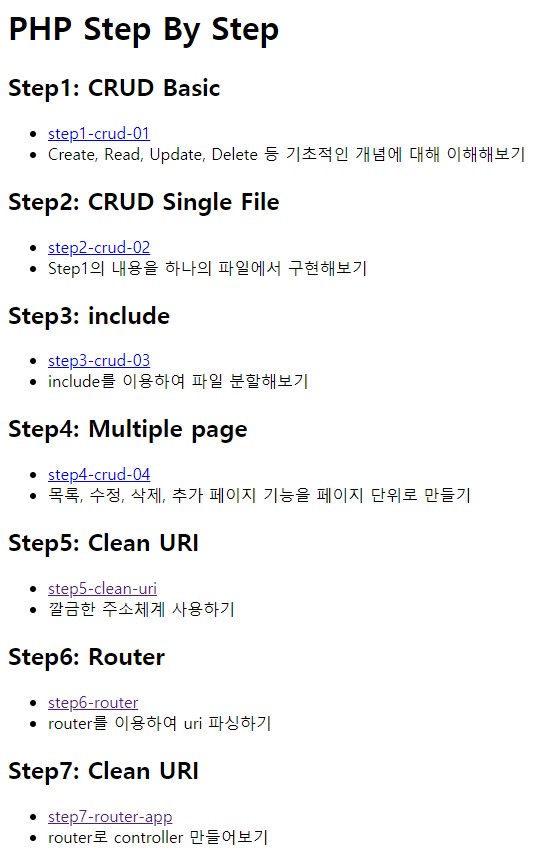 PHP Step By Step
Step1: CRUD Basic
step1-crud-01
Create, Read, Update, Delete 등 기초적인 개념에 대해 이해해보기
Step2: CRUD Single File
step2-crud-02
Step1의 내용을 하나의 파일에서 구현해보기
Step3: include
step3-crud-03
include를 이용하여 파일 분할해보기
Step4: Multiple page
step4-crud-04
목록, 수정, 삭제, 추가 페이지 기능을 페이지 단위로 만들기
Step5: Clean URI
step5-clean-uri
깔금한 주소체계 사용하기
Step6: Router
step6-router
router를 이용하여 uri 파싱하기
Step7: Clean URI
step7-router-app
router로 controller 만들어보기